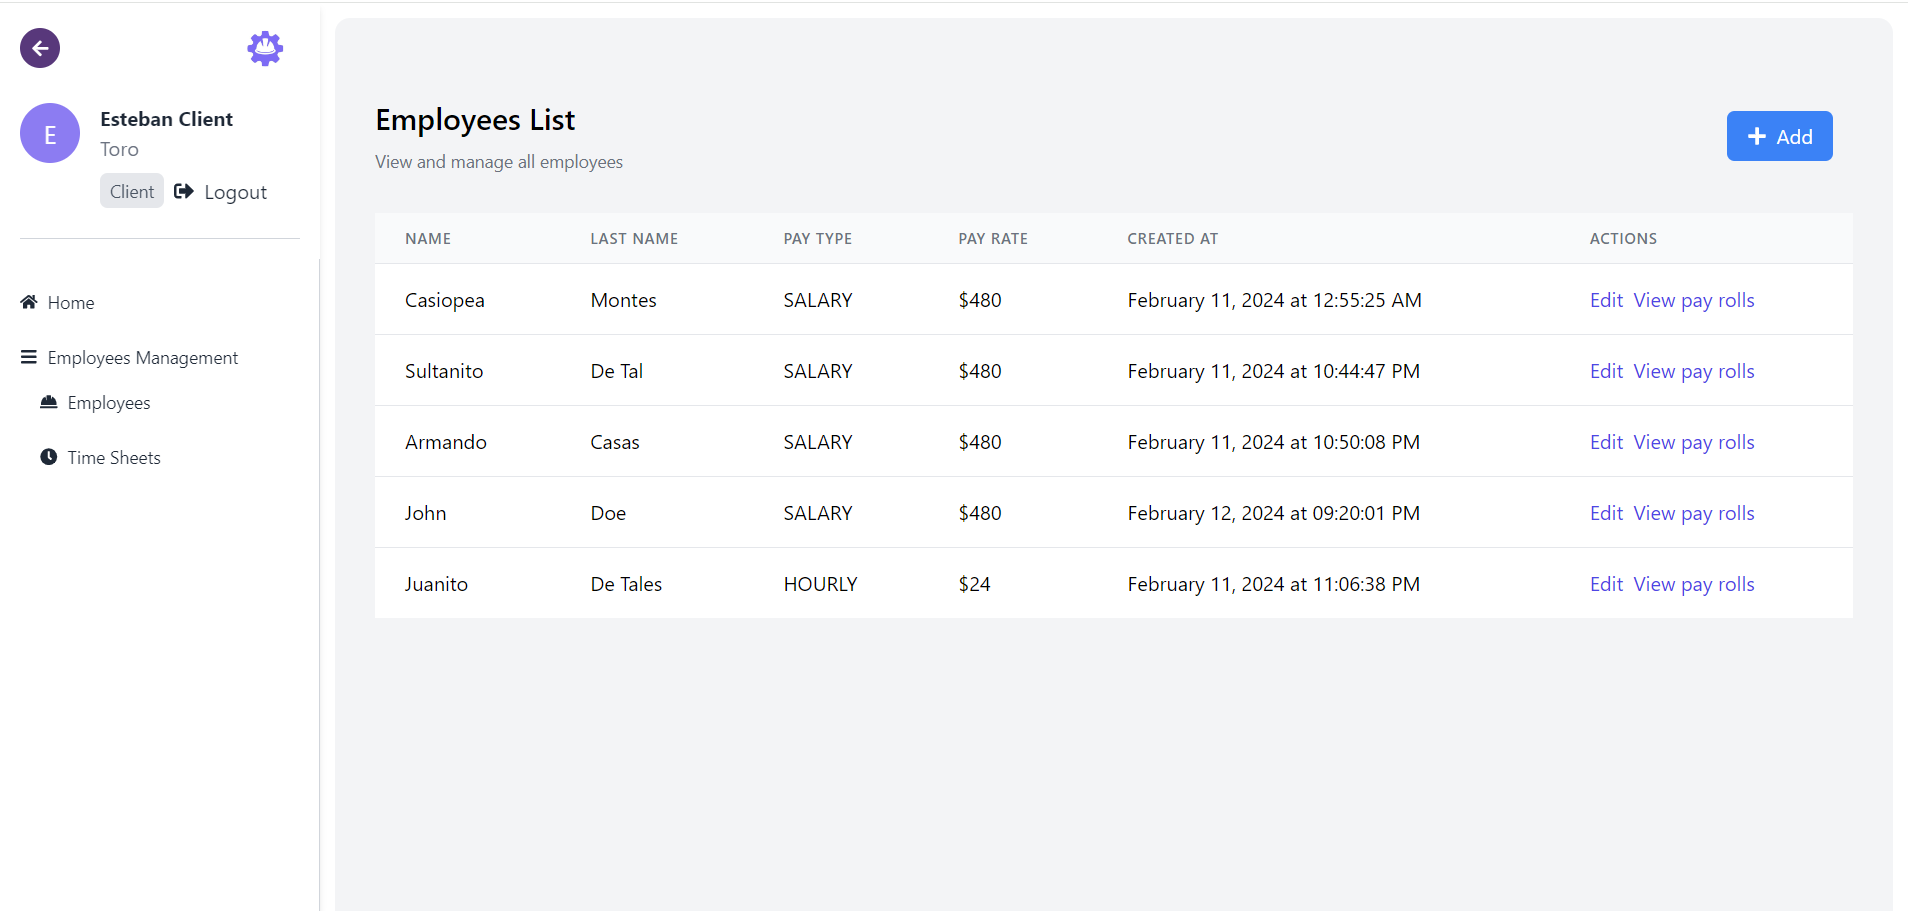 E
Esteban Client
Toro
Client Logout
Home
Employees Management
Employees
Time Sheets
Employees List
View and manage all employees
Add
NAME LAST NAME PAY TYPE PAY RATE CREATED AT ACTIONS
Casiopea Montes SALARY $480 February 11, 2024 at 12:55:25 AM Edit View pay rolls
Sultanito De Tal SALARY $480 February 11, 2024 at 10:44:47 PM Edit View pay rolls
Armando Casas SALARY $480 February 11, 2024 at 10:50:08 PM Edit View pay rolls
John Doe SALARY $480 February 12, 2024 at 09:20:01 PM Edit View pay rolls
Juanito De Tales HOURLY $24 February 11, 2024 at 11:06:38 PM Edit View pay rolls